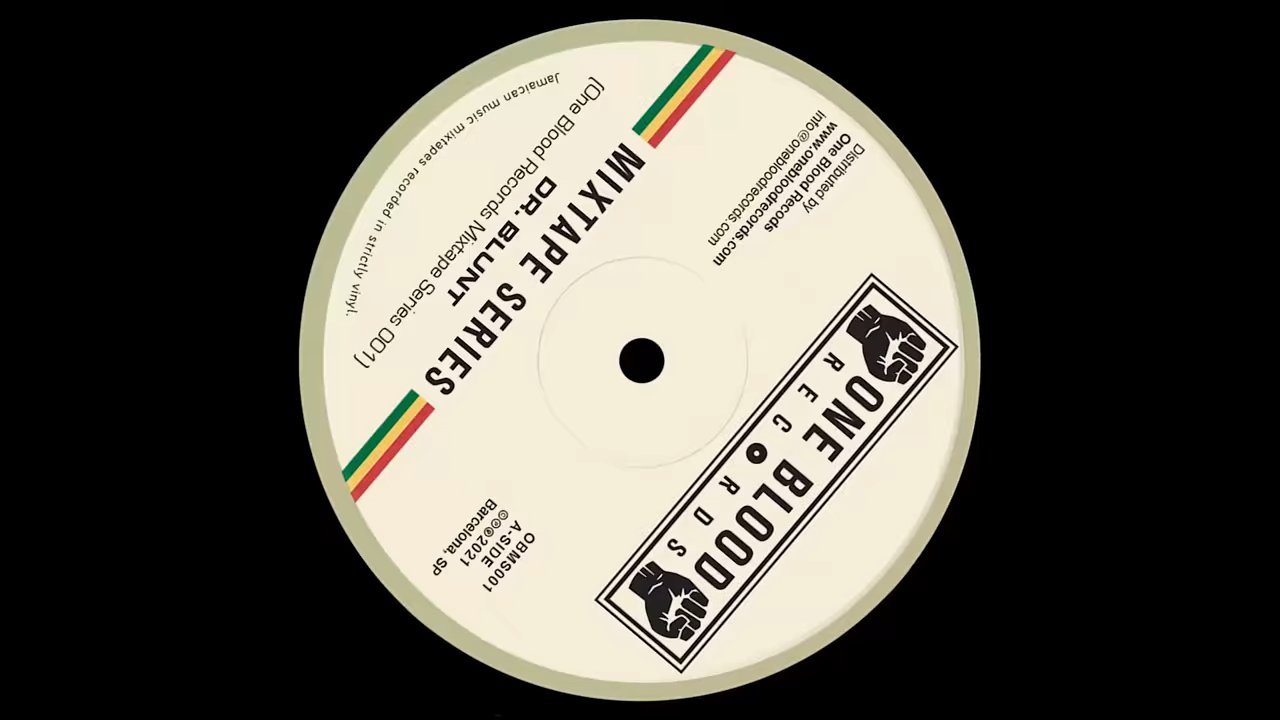 ONE BLOOD
RECORDS
Distributed by
One Blood Recods
www.onebloodrecords.com
info@onebloodrecords.com
OBMS001
A-SIDE
©℗®2021
Barcelona, SP
MIXTAPE SERIES
DR. BLUNT
(One Blood Records Mixtape Series 001)
Jamaican music mixtapes recorded in strictly vinyl.